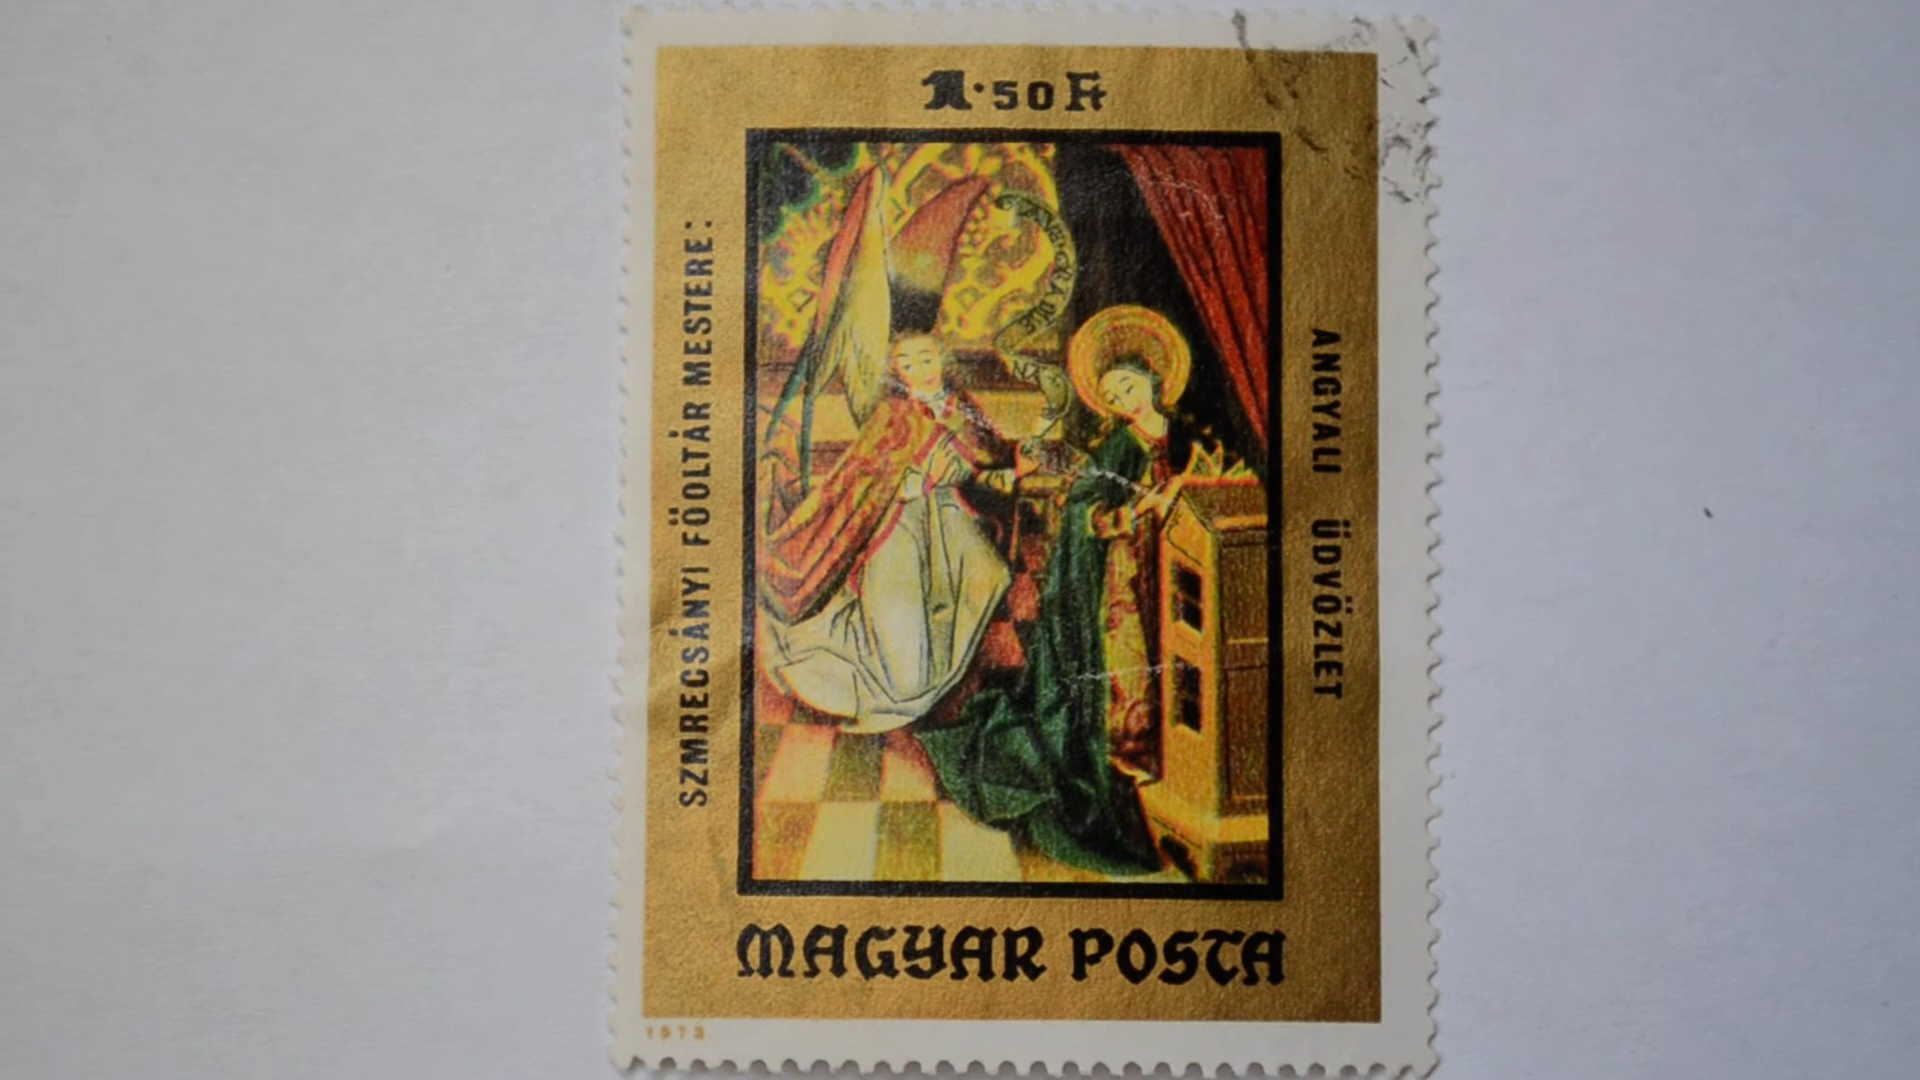 1·50 Ft
SZMRECSÁNYI FŐOLTÁR MESTERE:
ANGYALI ÜDVÖZLET
MAGYAR POSTA
1973